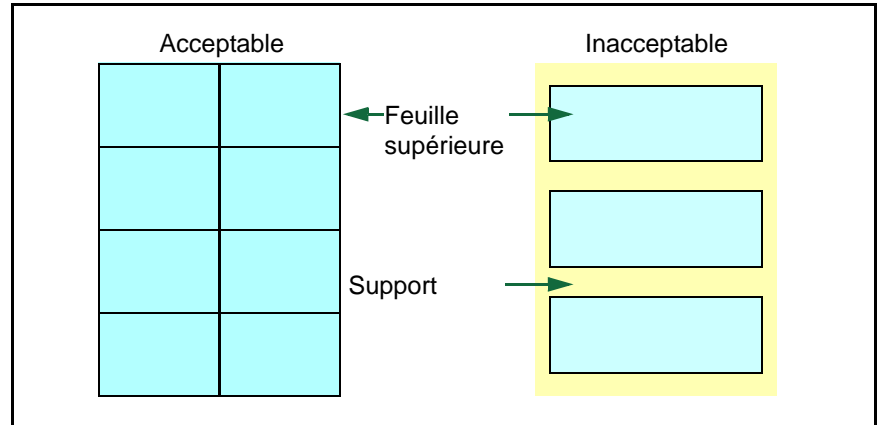 Acceptable
Inacceptable
Feuille
supérieure
Support